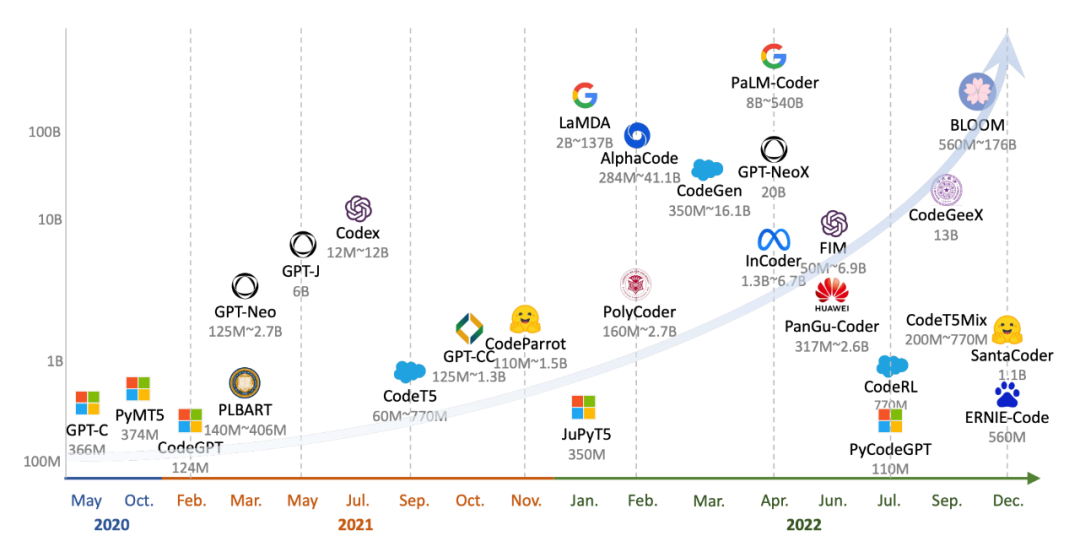 100B
10B
1B
100M
GPT-C
366M
PyMT5
374M
CodeGPT
124M
PLBART
140M~406M
GPT-Neo
125M~2.7B
GPT-J
6B
Codex
12M~12B
CodeT5
60M~770M
GPT-CC
125M~1.3B
CodeParrot
110M~1.5B
LaMDA
2B~137B
JuPyT5
350M
AlphaCode
284M~41.1B
PolyCoder
160M~2.7B
CodeGen
350M~16.1B
PaLM-Coder
8B~540B
GPT-NeoX
20B
InCoder
1.3B~6.7B
FIM
50M~6.9B
HUAWEI
PanGu-Coder
317M~2.6B
CodeRL
770M
PyCodeGPT
110M
CodeGeeX
13B
BLOOM
560M~176B
CodeT5Mix
200M~770M
SantaCoder
1.1B
ERNIE-Code
560M
May Oct. Feb. Mar. May Jul. Sep. Oct. Nov. Jan. Feb. Mar. Apr. Jun. Jul. Sep. Dec.
2020 2021 2022